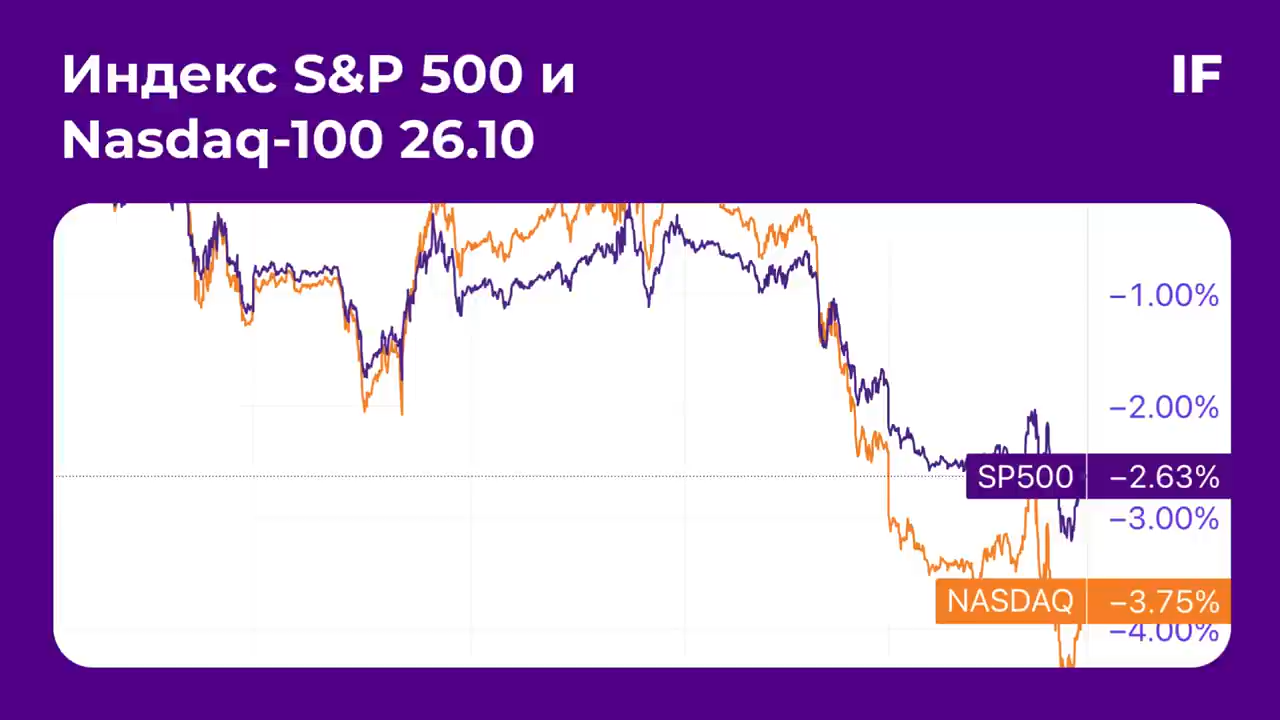 Индекс S&P 500 и
Nasdaq-100 26.10
IF
−1.00%
−2.00%
SP500 −2.63%
−3.00%
NASDAQ −3.75%
−4.00%